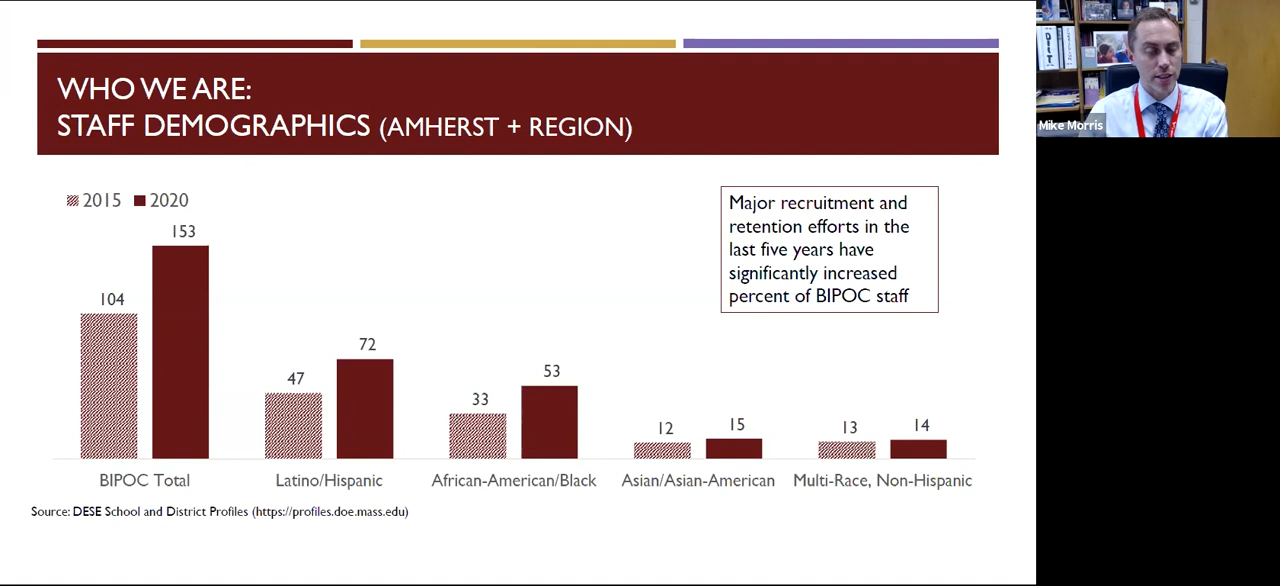 WHO WE ARE:
STAFF DEMOGRAPHICS (AMHERST + REGION)
2015 2020
Major recruitment and
retention efforts in the
last five years have
significantly increased
percent of BIPOC staff
104 153
47 72
33 53
12 15
13 14
BIPOC Total
Latino/Hispanic
African-American/Black
Asian/Asian-American
Multi-Race, Non-Hispanic
Source: DESE School and District Profiles (https://profiles.doe.mass.edu)
Mike Morris